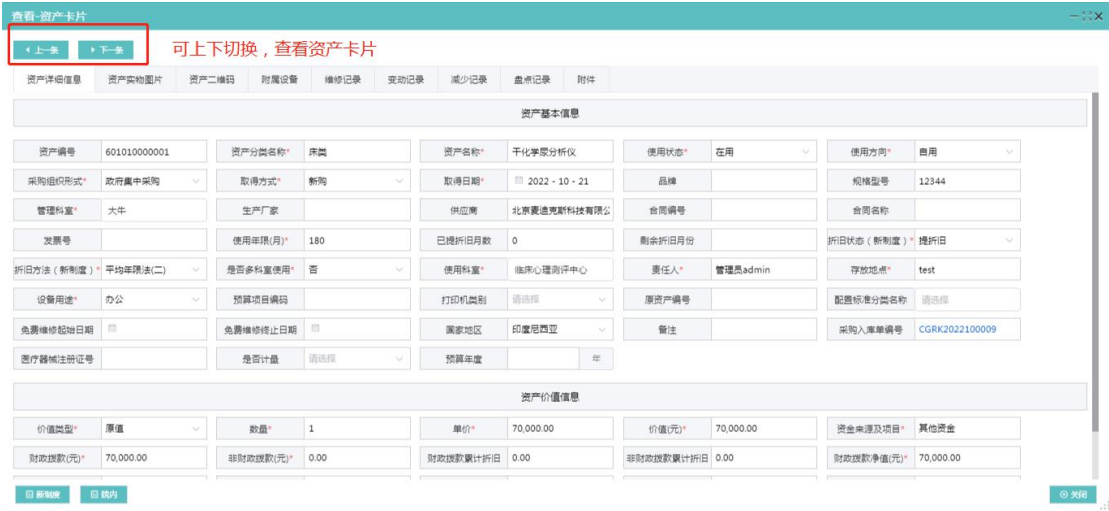 查看-资产卡片
上一条 下一条 可上下切换，查看资产卡片
资产详细信息 资产实物图片 资产二维码 附属设备 维修记录 变动记录 减少记录 盘点记录 附件
资产基本信息
资产编号 601010000001 资产分类名称* 床类 资产名称* 干化学尿分析仪 使用状态* 在用 使用方向* 自用
采购组织形式* 政府集中采购 取得方式* 新购 取得日期* 2022 - 10 - 21 品牌 规格型号 12344
管理科室* 大牛 生产厂家 供应商 北京麦迪克斯科技有限公 合同编号 合同名称
发票号 使用年限(月)* 180 已提折旧月数 0 剩余折旧月份 折旧状态（新制度）* 提折旧
折旧方法（新制度）* 平均年限法(二) 是否多科室使用* 否 使用科室* 临床心理测评中心 责任人* 管理员admin 存放地点* test
设备用途* 办公 预算项目编码 打印机类别 请选择 原资产编号 配置标准分类名称 请选择
免费维修起始日期 免费维修终止日期 国家地区 印度尼西亚 备注 采购入库单编号 CGRK2022100009
医疗器械注册证号 是否计量 请选择 预算年度 年
资产价值信息
价值类型* 原值 数量* 1 单价* 70,000.00 价值(元)* 70,000.00 资金来源及项目* 其他资金
财政拨款(元)* 70,000.00 非财政拨款(元)* 0.00 财政拨款累计折旧 0.00 非财政拨款累计折旧 0.00 财政拨款净值(元)* 70,000.00
新制度 院内 关闭